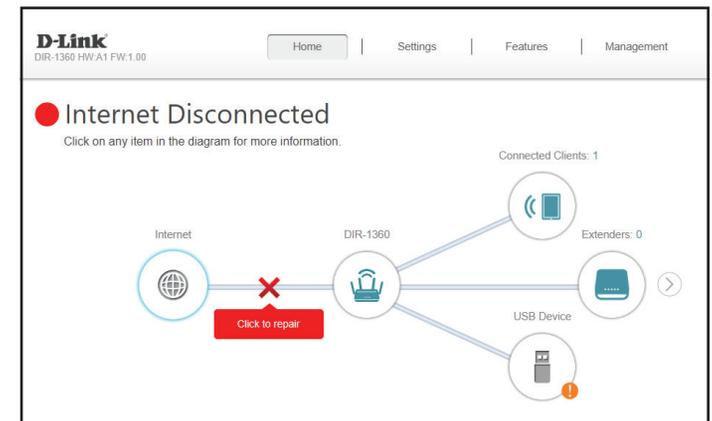 D-Link
DIR-1360 HW:A1 FW:1.00
Home | Settings | Features | Management
Internet Disconnected
Click on any item in the diagram for more information.
Connected Clients: 1
Internet
DIR-1360
Extenders: 0
Click to repair
USB Device